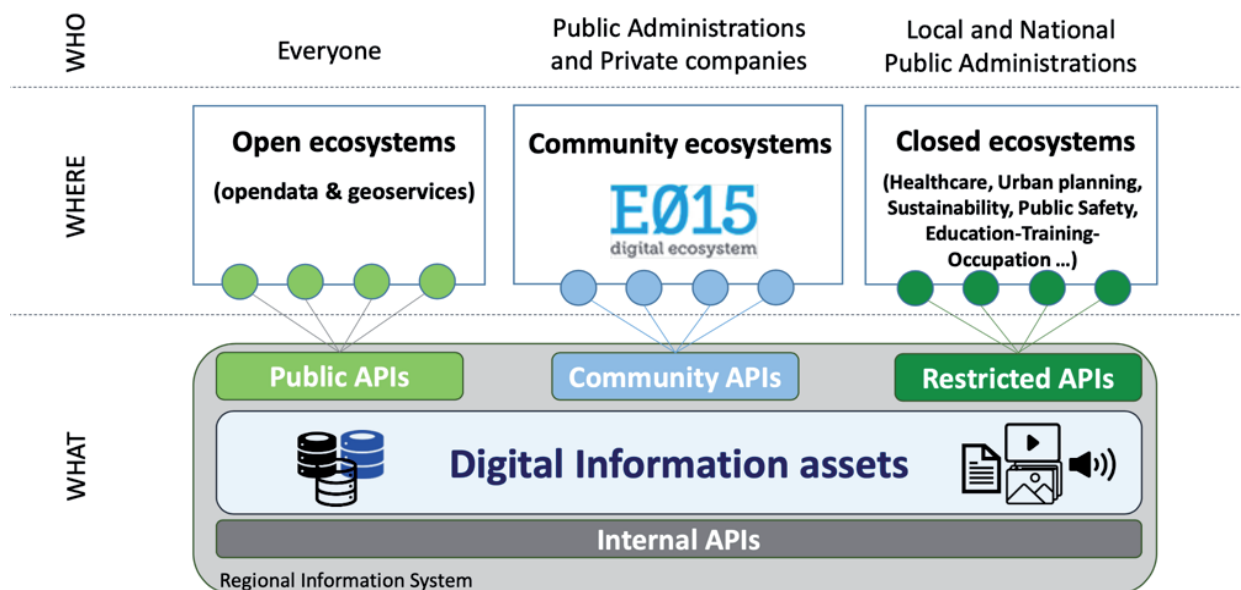 WHO
Everyone
Public Administrations
and Private companies
Local and National
Public Administrations
WHERE
Open ecosystems
(opendata & geoservices)
Community ecosystems
EØ15
digital ecosystem
Closed ecosystems
(Healthcare, Urban planning,
Sustainability, Public Safety,
Education-Training-
Occupation ...)
WHAT
Public APIs
Community APIs
Restricted APIs
Digital Information assets
Internal APIs
Regional Information System